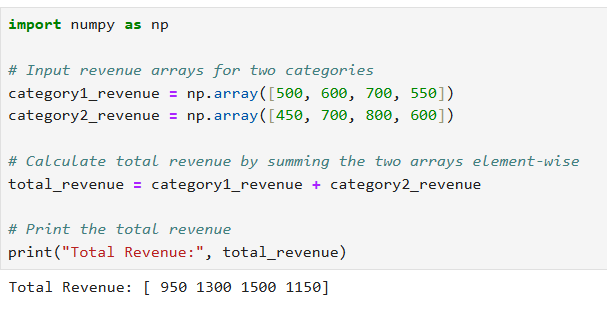 import numpy as np
# Input revenue arrays for two categories
category1_revenue = np.array([500, 600, 700, 550])
category2_revenue = np.array([450, 700, 800, 600])
# Calculate total revenue by summing the two arrays element-wise
total_revenue = category1_revenue + category2_revenue
# Print the total revenue
print("Total Revenue:", total_revenue)
Total Revenue: [ 950 1300 1500 1150]